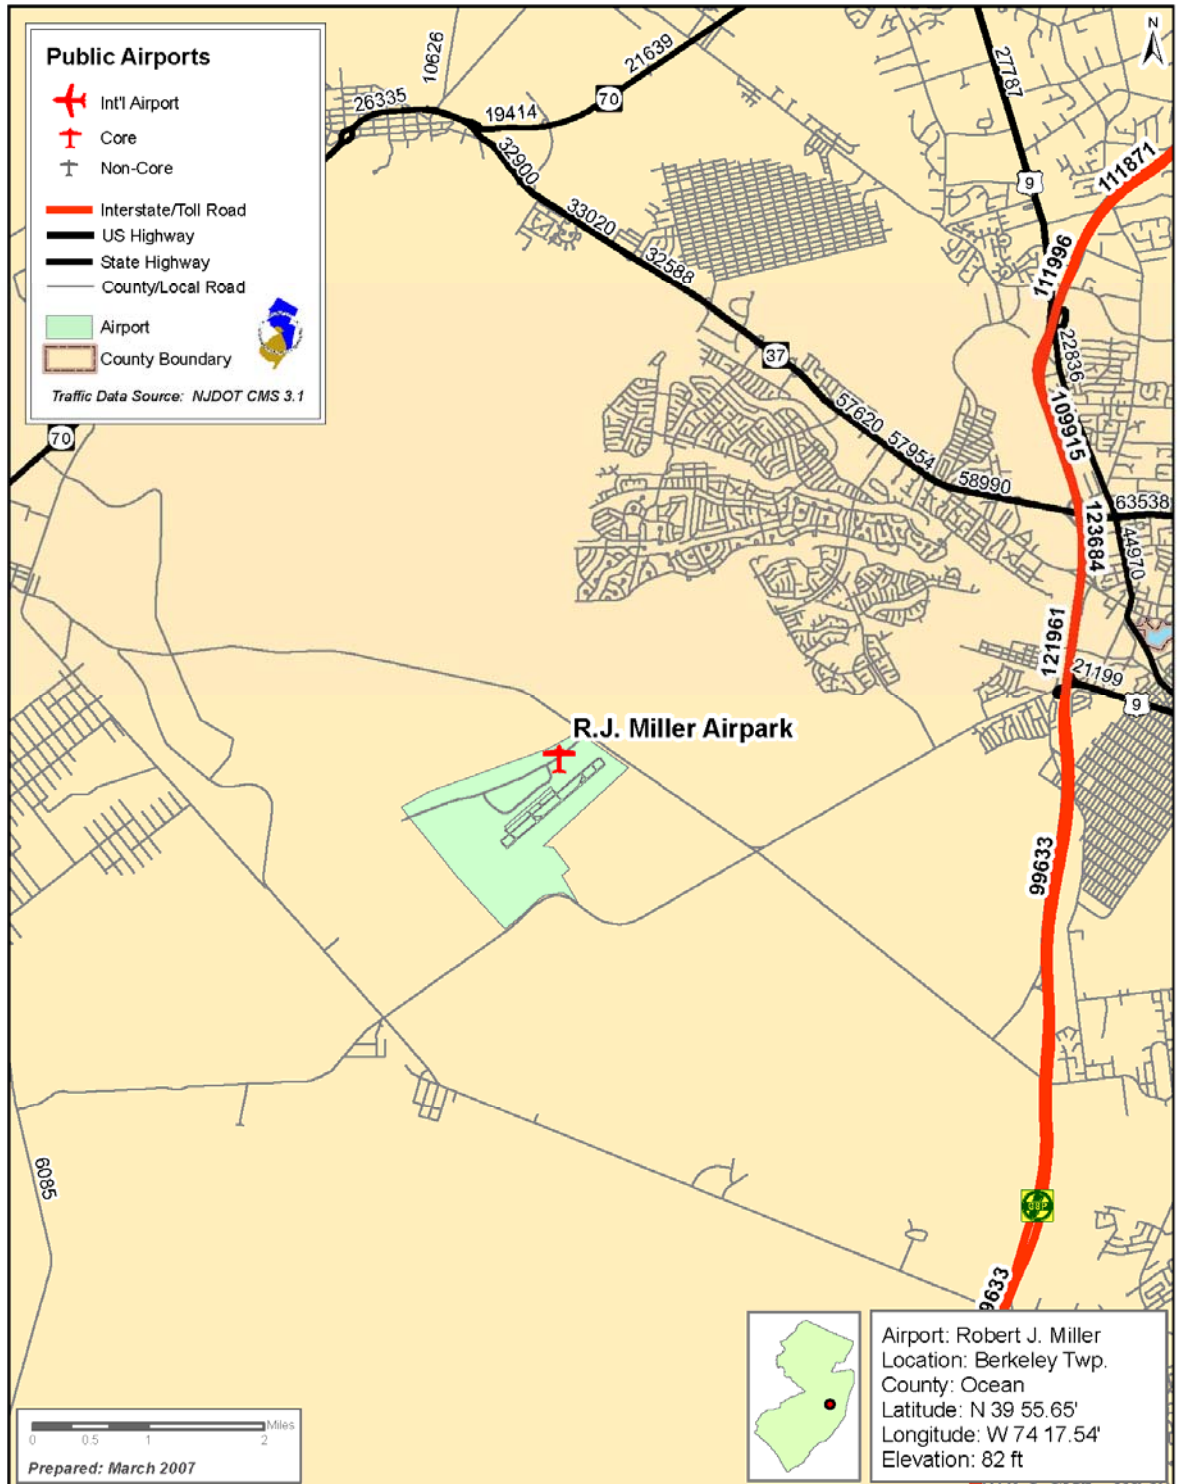 Public Airports
Int'l Airport
Core
Non-Core
Interstate/Toll Road
US Highway
State Highway
County/Local Road
Airport
County Boundary
Traffic Data Source: NJDOT CMS 3.1
N
10626
21639
27787
26335
19414
70
111871
32900
9
33020
111996
32588
22836
37
109915
57620
70
57954
58990
63538
123684
44970
121961
21199
9
R.J. Miller Airpark
99633
6085
GSP
9633
Airport: Robert J. Miller
Location: Berkeley Twp.
County: Ocean
Latitude: N 39 55.65'
Longitude: W 74 17.54'
Elevation: 82 ft
Miles
0 0.5 1 2
Prepared: March 2007